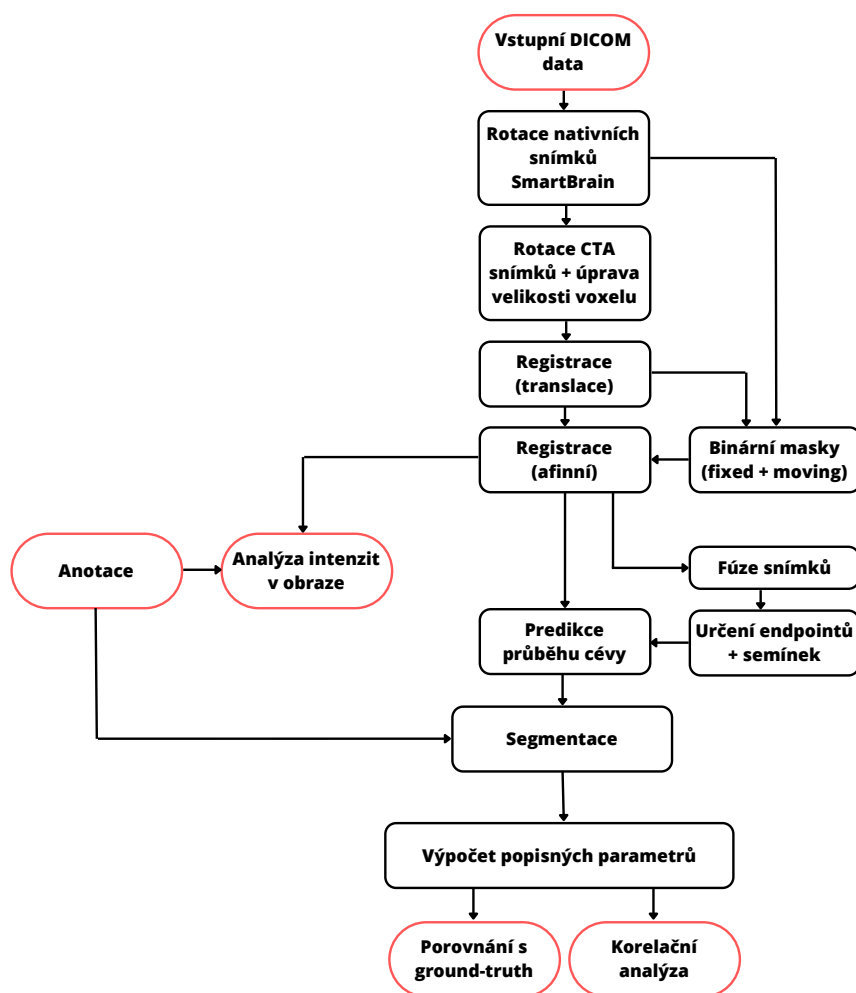 Vstupní DICOM
data
Rotace nativních
snímků
SmartBrain
Rotace CTA
snímků + úprava
velikosti voxelu
Registrace
(translace)
Registrace
(afinní)
Binární masky
(fixed + moving)
Anotace
Analýza intenzit
v obraze
Fúze snímků
Predikce
průběhu cévy
Určení endpointů
+ semínek
Segmentace
Výpočet popisných parametrů
Porovnání s
ground-truth
Korelační
analýza